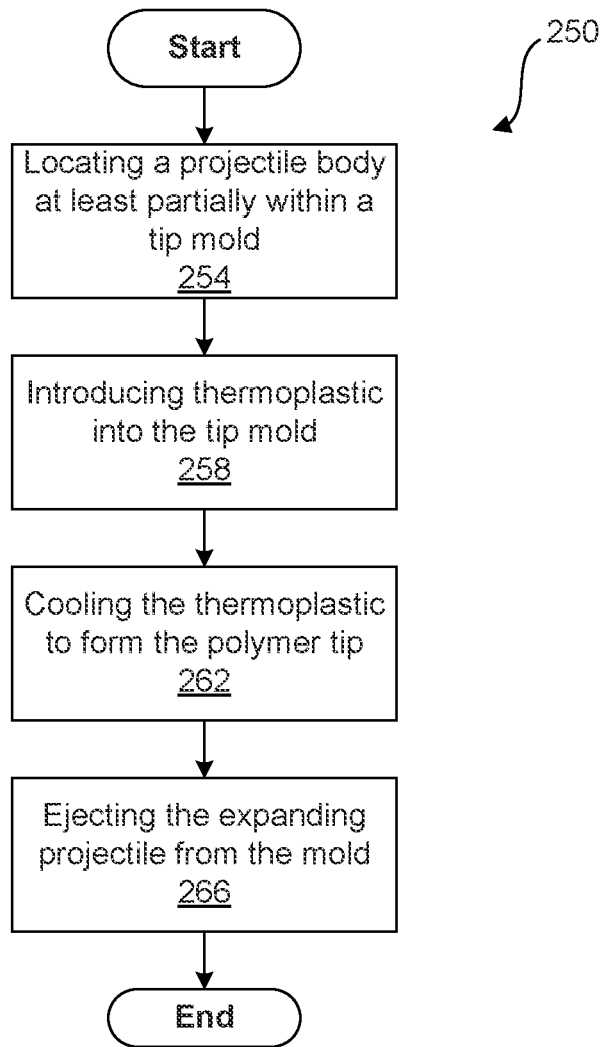 Start
250
Locating a projectile body
at least partially within a
tip mold
254
Introducing thermoplastic
into the tip mold
258
Cooling the thermoplastic
to form the polymer tip
262
Ejecting the expanding
projectile from the mold
266
End